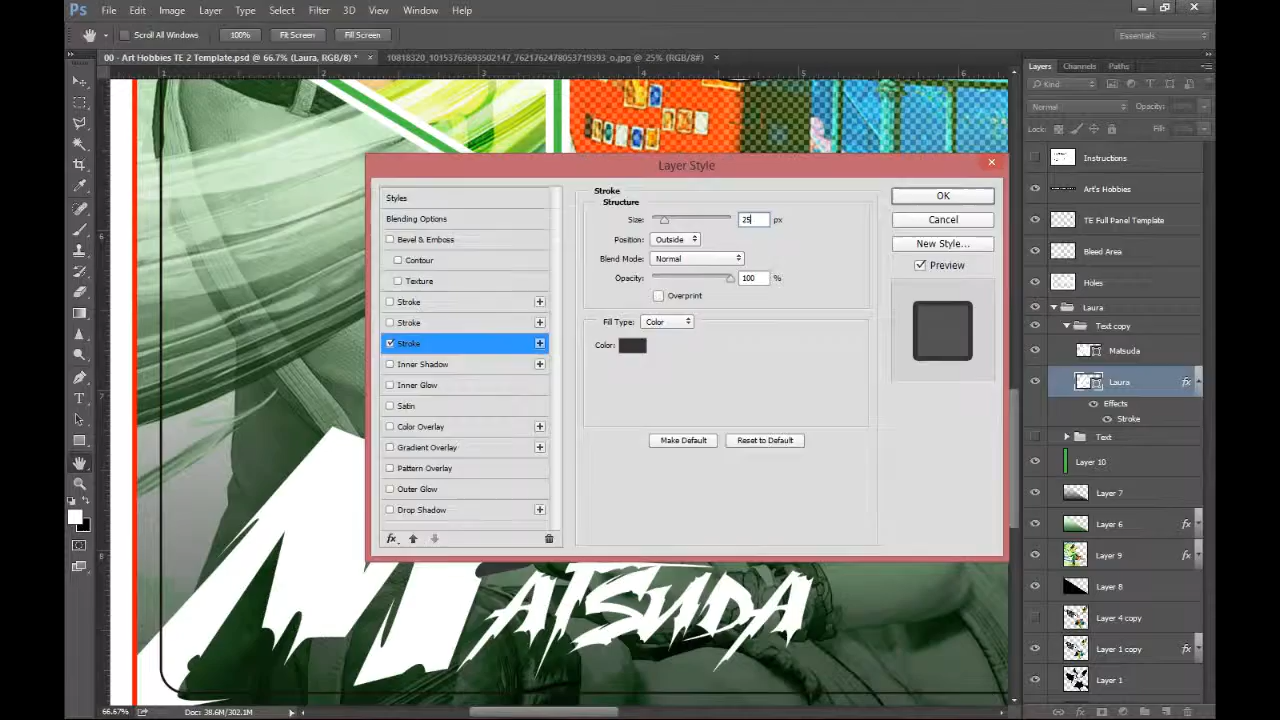 Ps File Edit Image Layer Type Select Filter 3D View Window Help
Scroll All Windows 100% Fit Screen Fill Screen Essentials
00 - Art Hobbies TE 2 Template.psd @ 66.7% (Laura, RGB/8) * × 10818320_10153763693502147_7621762478053719393_o.jpg @ 25% (RGB/8#) ×
Layers Channels Paths
Kind
Normal Opacity:
Lock: Fill:
Instructions
Art's Hobbies
TE Full Panel Template
Bleed Area
Holes
Laura
Text copy
Matsuda
Laura fx
Effects
Stroke
Text
Layer 10
Layer 7
Layer 6 fx
Layer 9 fx
Layer 8
Layer 4 copy
Layer 1 copy fx
Layer 1
Layer Style
Styles
Blending Options
Bevel & Emboss
Contour
Texture
Stroke
Stroke
Stroke
Inner Shadow
Inner Glow
Satin
Color Overlay
Gradient Overlay
Pattern Overlay
Outer Glow
Drop Shadow
fx
Stroke
Structure
Size: 25 px
Position: Outside
Blend Mode: Normal
Opacity: 100 %
Overprint
Fill Type: Color
Color:
Make Default Reset to Default
OK
Cancel
New Style...
Preview
MATSUDA
66.67% Doc: 38.6M/302.1M